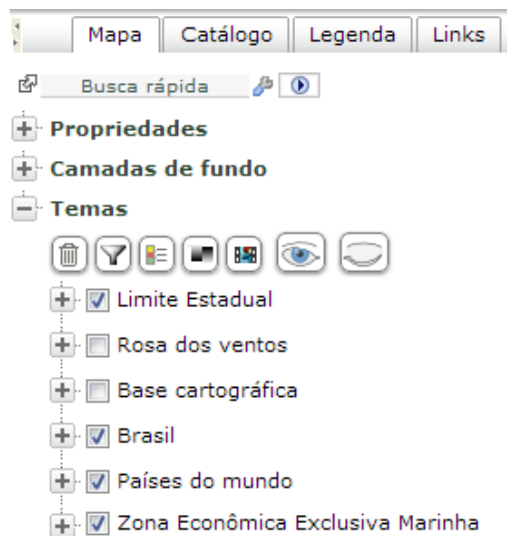 Mapa Catálogo Legenda Links
Busca rápida
Propriedades
Camadas de fundo
Temas
Limite Estadual
Rosa dos ventos
Base cartográfica
Brasil
Países do mundo
Zona Econômica Exclusiva Marinha